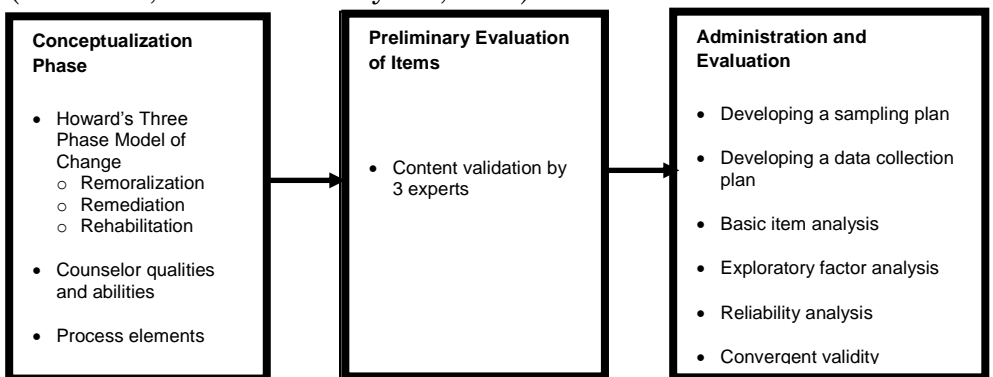 Conceptualization
Phase
• Howard's Three
Phase Model of
Change
o Remoralization
o Remediation
o Rehabilitation
• Counselor qualities
and abilities
• Process elements
Preliminary Evaluation
of Items
• Content validation by
3 experts
Administration and
Evaluation
• Developing a sampling plan
• Developing a data collection
plan
• Basic item analysis
• Exploratory factor analysis
• Reliability analysis
• Convergent validity